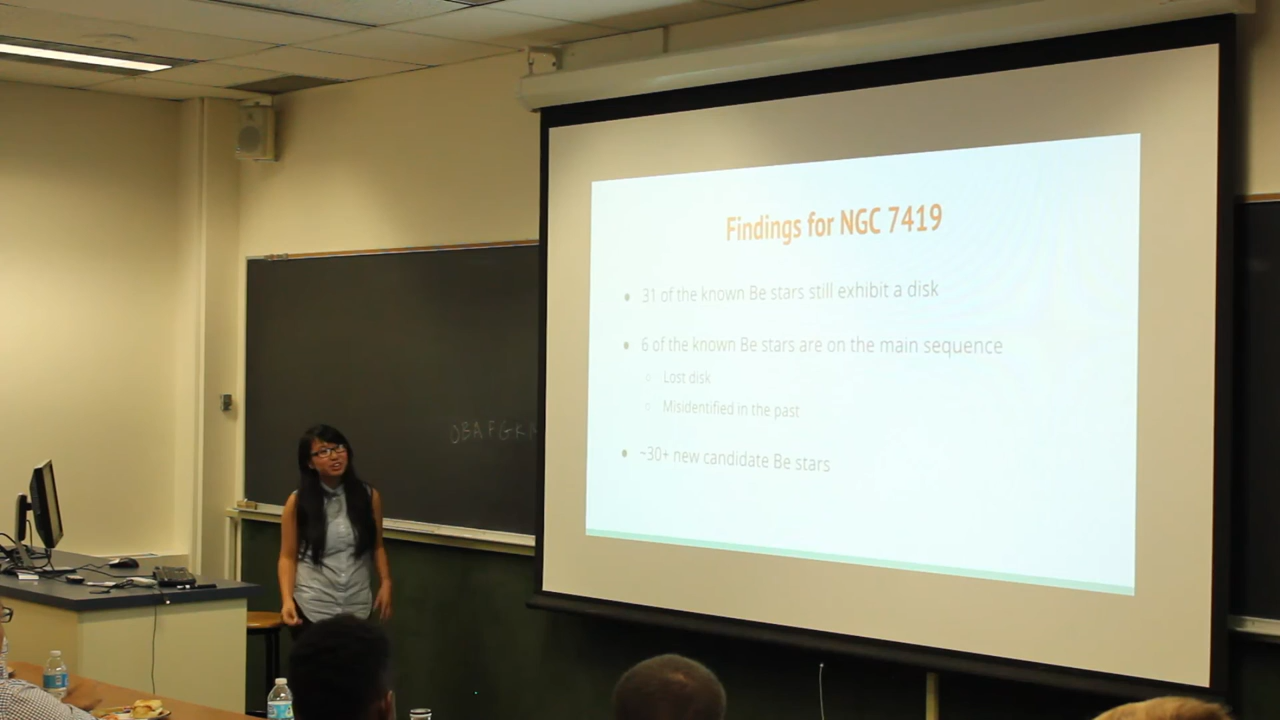 Findings for NGC 7419
• 31 of the known Be stars still exhibit a disk
• 6 of the known Be stars are on the main sequence
○ Lost disk
○ Misidentified in the past
• ~30+ new candidate Be stars
OBAFGKM